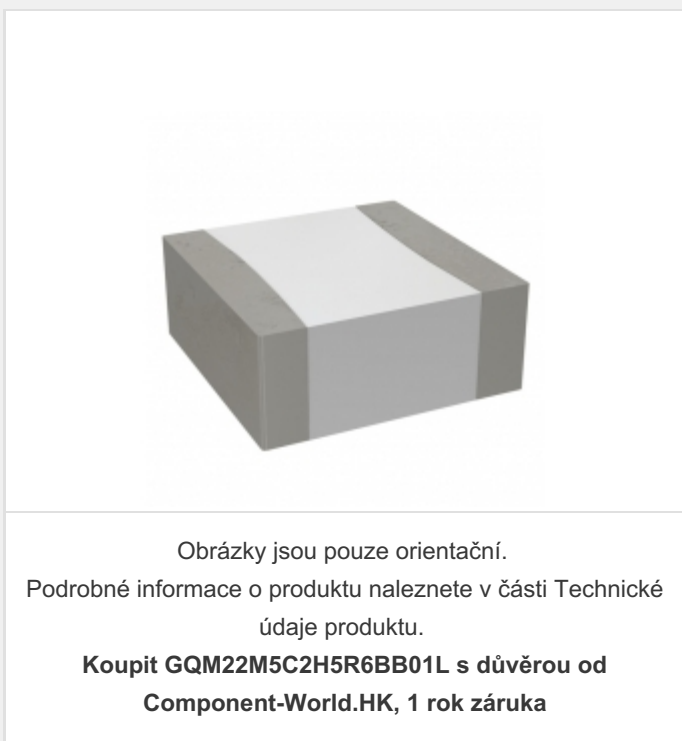 Obrázky jsou pouze orientační.
Podrobné informace o produktu naleznete v části Technické
údaje produktu.
Koupit GQM22M5C2H5R6BB01L s důvěrou od
Component-World.HK, 1 rok záruka